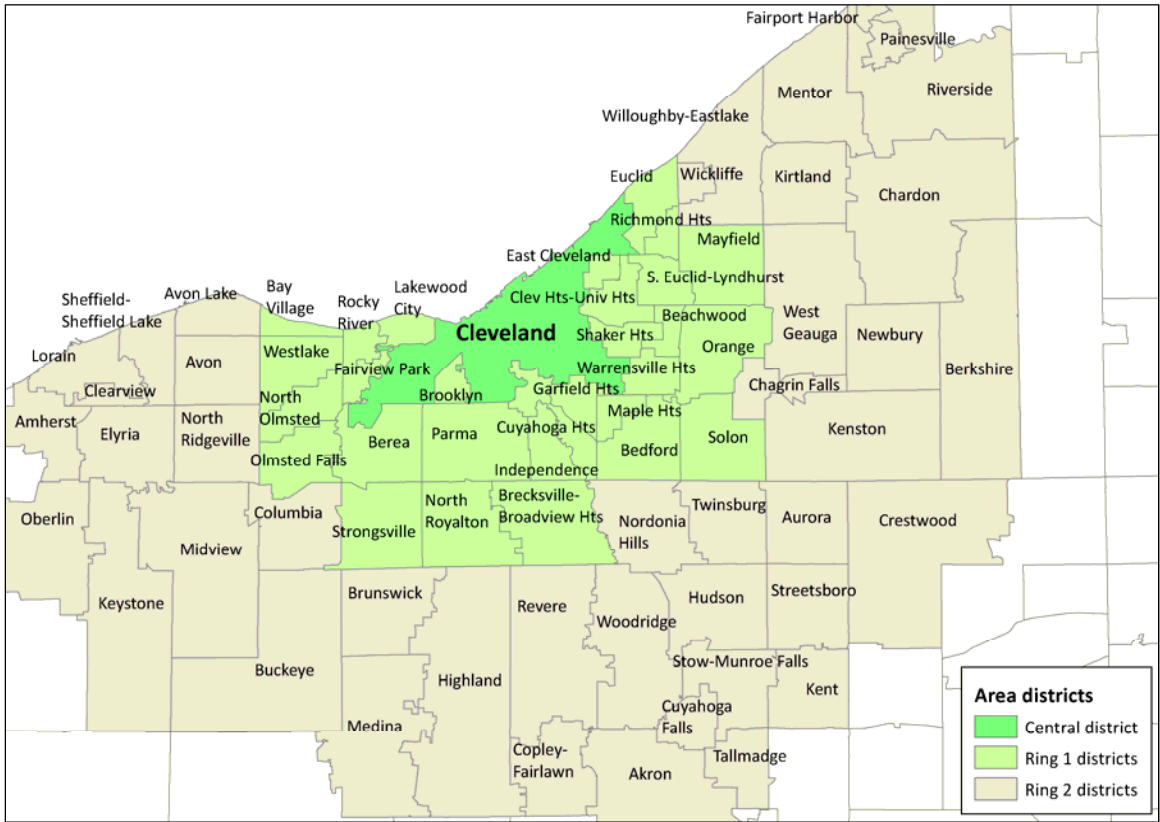 Fairport Harbor
Painesville
Mentor
Riverside
Willoughby-Eastlake
Euclid
Wickliffe
Kirtland
Chardon
Richmond Hts
Mayfield
East Cleveland
S. Euclid-Lyndhurst
Bay
Village
Lakewood
City
Avon Lake
Sheffield-
Sheffield Lake
Rocky
River
Clev Hts-Univ Hts
Cleveland
Beachwood
West
Geauga
Newbury
Shaker Hts
Orange
Lorain
Avon
Westlake
Fairview Park
Warrensville Hts
Berkshire
Clearview
Chagrin Falls
Brooklyn
Garfield Hts
North
Olmsted
Maple Hts
Amherst
Elyria
North
Ridgeville
Berea
Parma
Cuyahoga Hts
Solon
Kenston
Bedford
Olmsted Falls
Independence
Oberlin
Columbia
Strongsville
North
Royalton
Brecksville-
Broadview Hts
Nordonia
Hills
Twinsburg
Aurora
Crestwood
Midview
Keystone
Brunswick
Revere
Woodridge
Hudson
Streetsboro
Buckeye
Highland
Stow-Munroe Falls
Kent
Medina
Cuyahoga
Falls
Copley-
Fairlawn
Akron
Tallmadge
Area districts
Central district
Ring 1 districts
Ring 2 districts